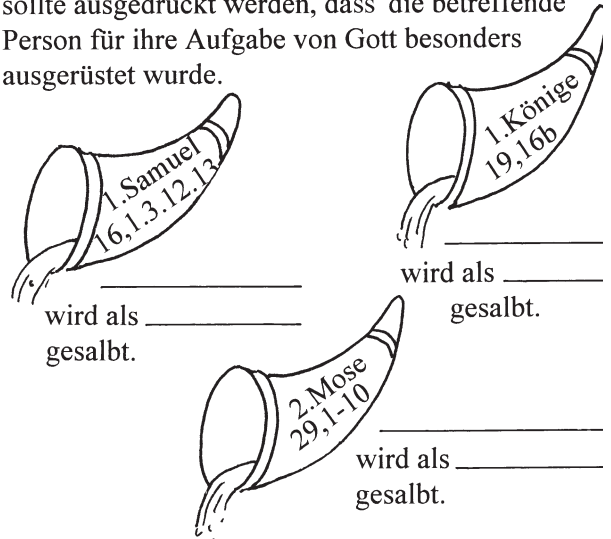 sollte ausgedrückt werden, dass die betreffende
Person für ihre Aufgabe von Gott besonders
ausgerüstet wurde.
1.Samuel
16,1.3.12.13
wird als
gesalbt.
1.Könige
19,16b
wird als
gesalbt.
2.Mose
29,1-10
wird als
gesalbt.